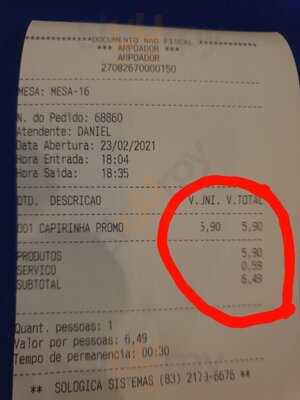 **********DOCUMENTO NAO FISCAL**********
*** ARPOADOR ***
ARPOADOR
27082670000150
MESA: MESA-16
N. do Pedido: 68860
Atendente: DANIEL
Data Abertura: 23/02/2021
Hora Entrada: 18:04
Hora Saida: 18:35
QTD. DESCRICAO V.UNI. V.TOTAL
001 CAPIRINHA PROMO 5,90 5,90
PRODUTOS 5,90
SERVICO 0,59
SUBTOTAL 6,49
Quant. pessoas: 1
Valor por pessoas: 6,49
Tempo de permanencia: 00:30
** SOLOGICA SISTEMAS (83) 2179-6676 **